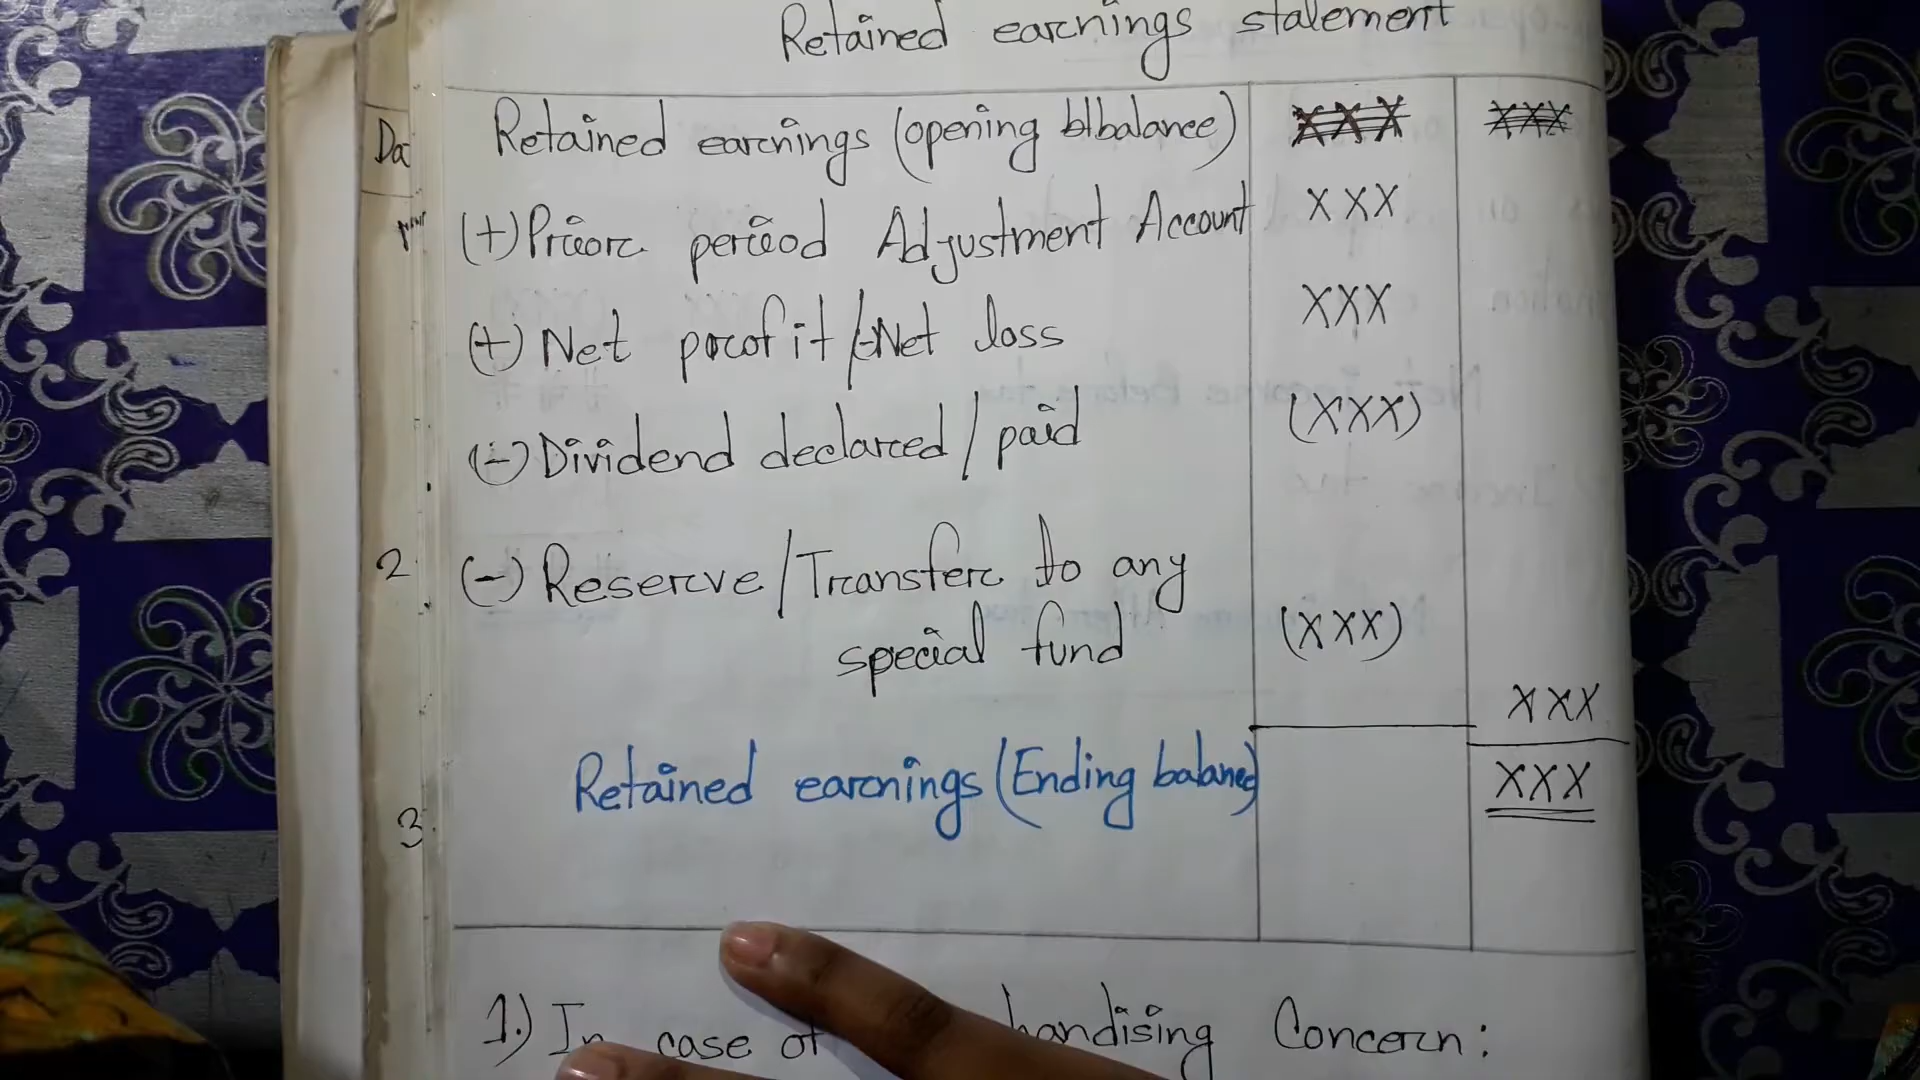 Retained earnings statement
Retained earnings (opening blbalance) XXX XXX
Da
(+) Prior period Adjustment Account XXX
(+) Net profit /(-)Net loss XXX
(-) Dividend declared / paid (XXX)
2
(-) Reserve / Transfer to any
special fund (XXX)
XXX
Retained earnings (Ending balance) XXX
3
1.) In case of handising Concern: